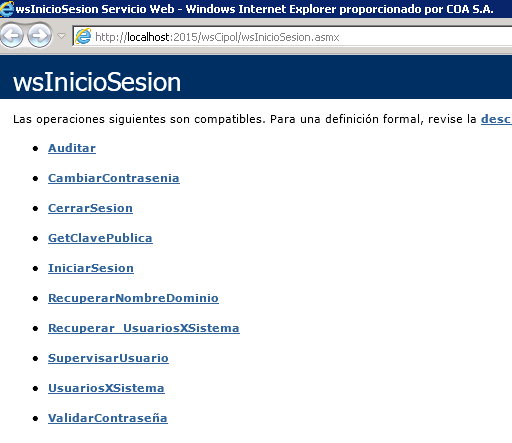 wsInicioSesion Servicio Web - Windows Internet Explorer proporcionado por COA S.A.
http://localhost:2015/wsCipol/wsInicioSesion.asmx
wsInicioSesion
Las operaciones siguientes son compatibles. Para una definición formal, revise la desc
Auditar
CambiarContrasenia
CerrarSesion
GetClavePublica
IniciarSesion
RecuperarNombreDominio
Recuperar_UsuariosXSistema
SupervisarUsuario
UsuariosXSistema
ValidarContraseña